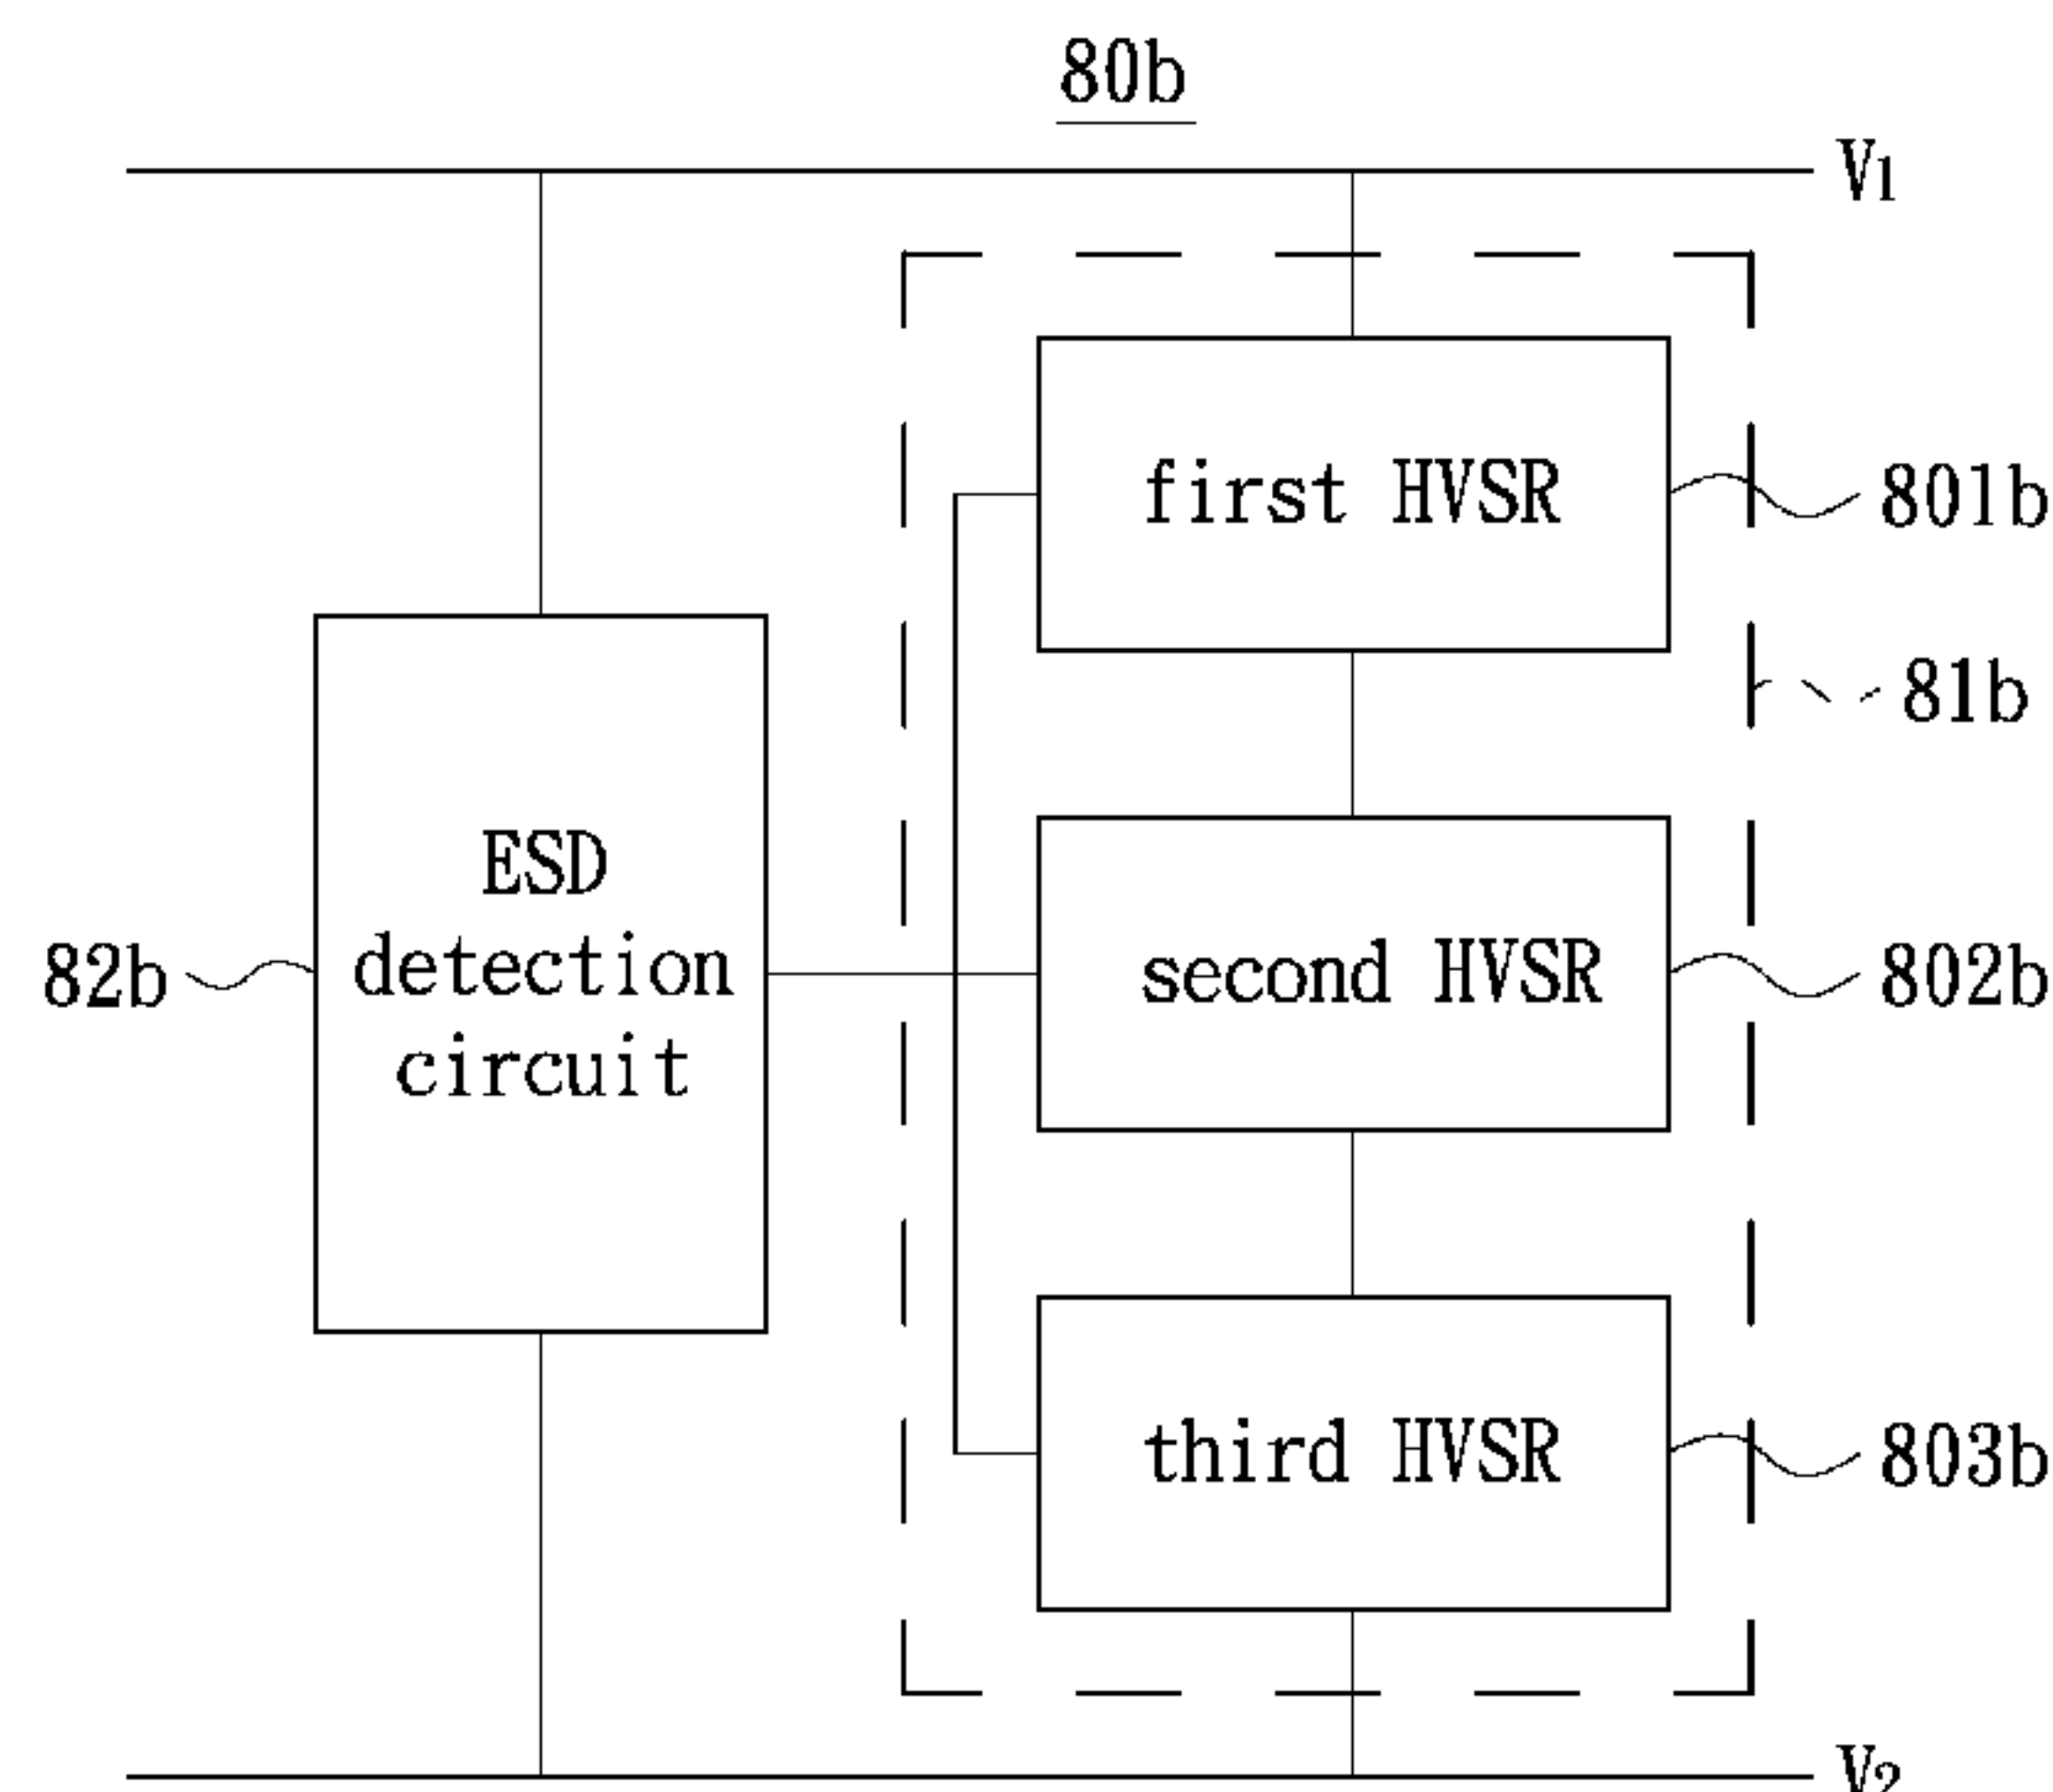 80b
V1
first HVSR
801b
81b
ESD
detection
circuit
82b
second HVSR
802b
third HVSR
803b
V2